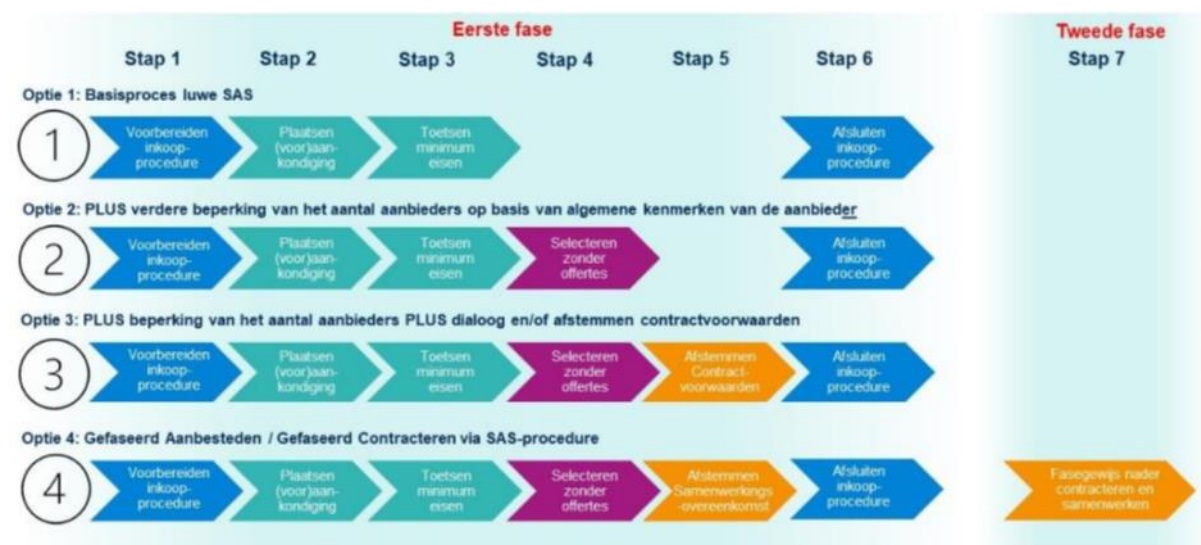 Eerste fase
Tweede fase
Stap 1 Stap 2 Stap 3 Stap 4 Stap 5 Stap 6 Stap 7
Optie 1: Basisproces luwe SAS
1
Voorbereiden
inkoop-
procedure
Plaatsen
(voor)aan-
kondiging
Toetsen
minimum
eisen
Afsluiten
inkoop-
procedure
Optie 2: PLUS verdere beperking van het aantal aanbieders op basis van algemene kenmerken van de aanbieder
2
Voorbereiden
inkoop-
procedure
Plaatsen
(voor)aan-
kondiging
Toetsen
minimum
eisen
Selecteren
zonder
offertes
Afsluiten
inkoop-
procedure
Optie 3: PLUS beperking van het aantal aanbieders PLUS dialoog en/of afstemmen contractvoorwaarden
3
Voorbereiden
inkoop-
procedure
Plaatsen
(voor)aan-
kondiging
Toetsen
minimum
eisen
Selecteren
zonder
offertes
Afstemmen
Contract-
voorwaarden
Afsluiten
inkoop-
procedure
Optie 4: Gefaseerd Aanbesteden / Gefaseerd Contracteren via SAS-procedure
4
Voorbereiden
inkoop-
procedure
Plaatsen
(voor)aan-
kondiging
Toetsen
minimum
eisen
Selecteren
zonder
offertes
Afstemmen
Samenwerkings
-overeenkomst
Afsluiten
inkoop-
procedure
Fasegewijs nader
contracteren en
samenwerken